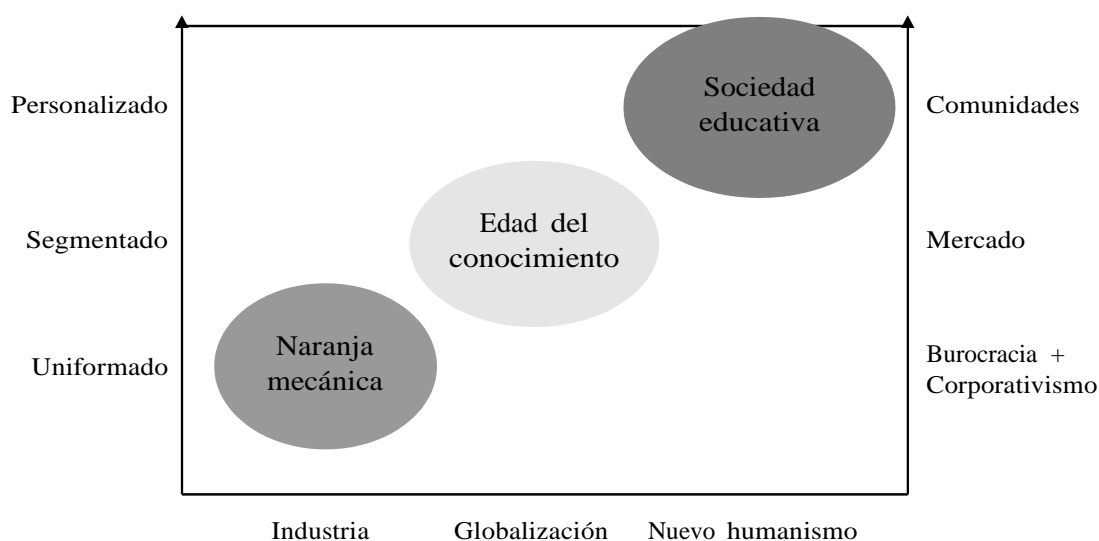 Sociedad
educativa
Personalizado
Comunidades
Edad del
conocimiento
Segmentado
Mercado
Naranja
mecánica
Uniformado
Burocracia +
Corporativismo
Industria
Globalización
Nuevo humanismo